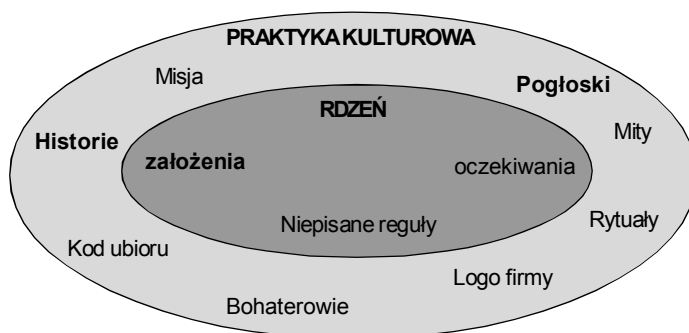 PRAKTYKA KULTUROWA
Misja
Pogłoski
RDZEŃ
Historie
Mity
założenia
oczekiwania
Niepisane reguły
Rytuały
Kod ubioru
Logo firmy
Bohaterowie